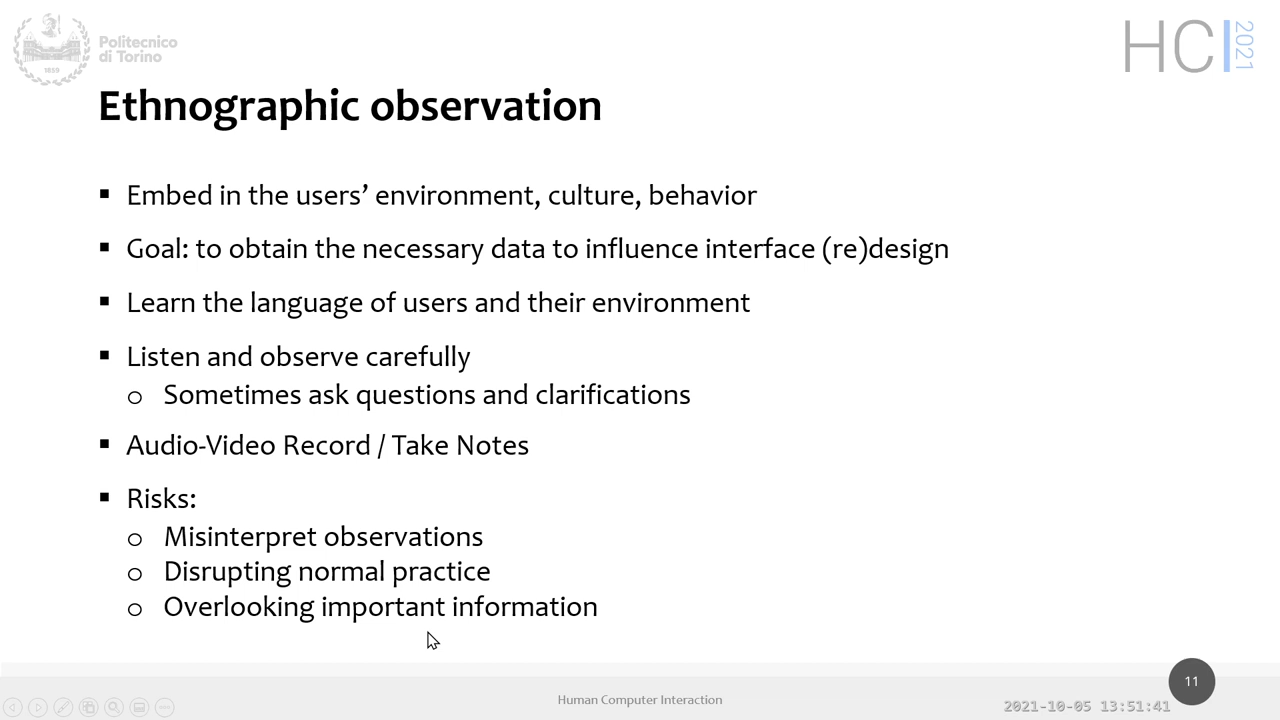 Politecnico
di Torino
1859
HCI 2021
Ethnographic observation
▪ Embed in the users’ environment, culture, behavior
▪ Goal: to obtain the necessary data to influence interface (re)design
▪ Learn the language of users and their environment
▪ Listen and observe carefully
o Sometimes ask questions and clarifications
▪ Audio-Video Record / Take Notes
▪ Risks:
o Misinterpret observations
o Disrupting normal practice
o Overlooking important information
11
Human Computer Interaction
2021-10-05 13:51:41